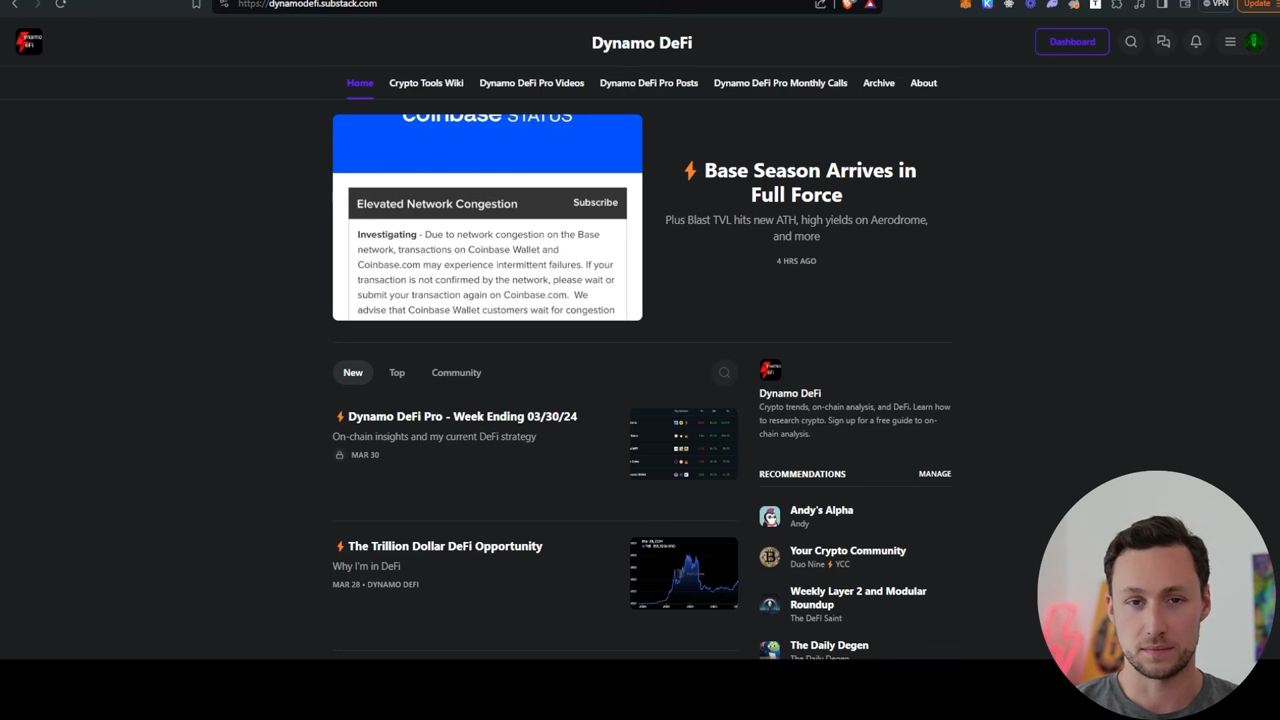 https://dynamodefi.substack.com
VPN
Update
Dynamo DeFi
Dashboard
Home
Crypto Tools Wiki
Dynamo DeFi Pro Videos
Dynamo DeFi Pro Posts
Dynamo DeFi Pro Monthly Calls
Archive
About
coinbase STATUS
Elevated Network Congestion
Subscribe
Investigating - Due to network congestion on the Base
network, transactions on Coinbase Wallet and
Coinbase.com may experience intermittent failures. If your
transaction is not confirmed by the network, please wait or
submit your transaction again on Coinbase.com. We
advise that Coinbase Wallet customers wait for congestion
Base Season Arrives in
Full Force
Plus Blast TVL hits new ATH, high yields on Aerodrome,
and more
4 HRS AGO
New
Top
Community
Dynamo DeFi Pro - Week Ending 03/30/24
On-chain insights and my current DeFi strategy
MAR 30
The Trillion Dollar DeFi Opportunity
Why I'm in DeFi
MAR 28 • DYNAMO DEFI
Dynamo DeFi
Crypto trends, on-chain analysis, and DeFi. Learn how
to research crypto. Sign up for a free guide to on-
chain analysis.
RECOMMENDATIONS
MANAGE
Andy's Alpha
Andy
Your Crypto Community
Duo Nine ⚡ YCC
Weekly Layer 2 and Modular
Roundup
The DeFI Saint
The Daily Degen
The Daily Degen